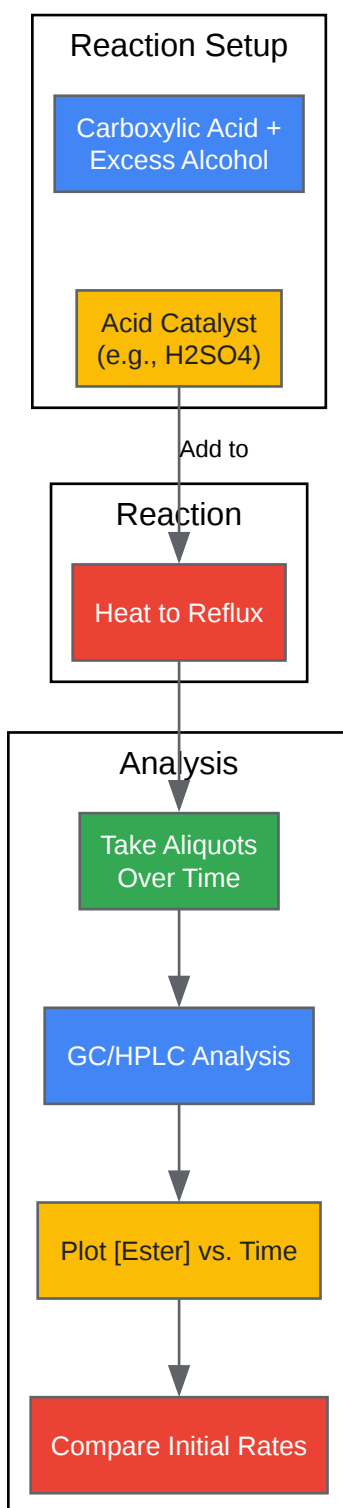 Reaction Setup
Carboxylic Acid +
Excess Alcohol
Acid Catalyst
(e.g., H2SO4)
Add to
Reaction
Heat to Reflux
Analysis
Take Aliquots
Over Time
GC/HPLC Analysis
Plot [Ester] vs. Time
Compare Initial Rates